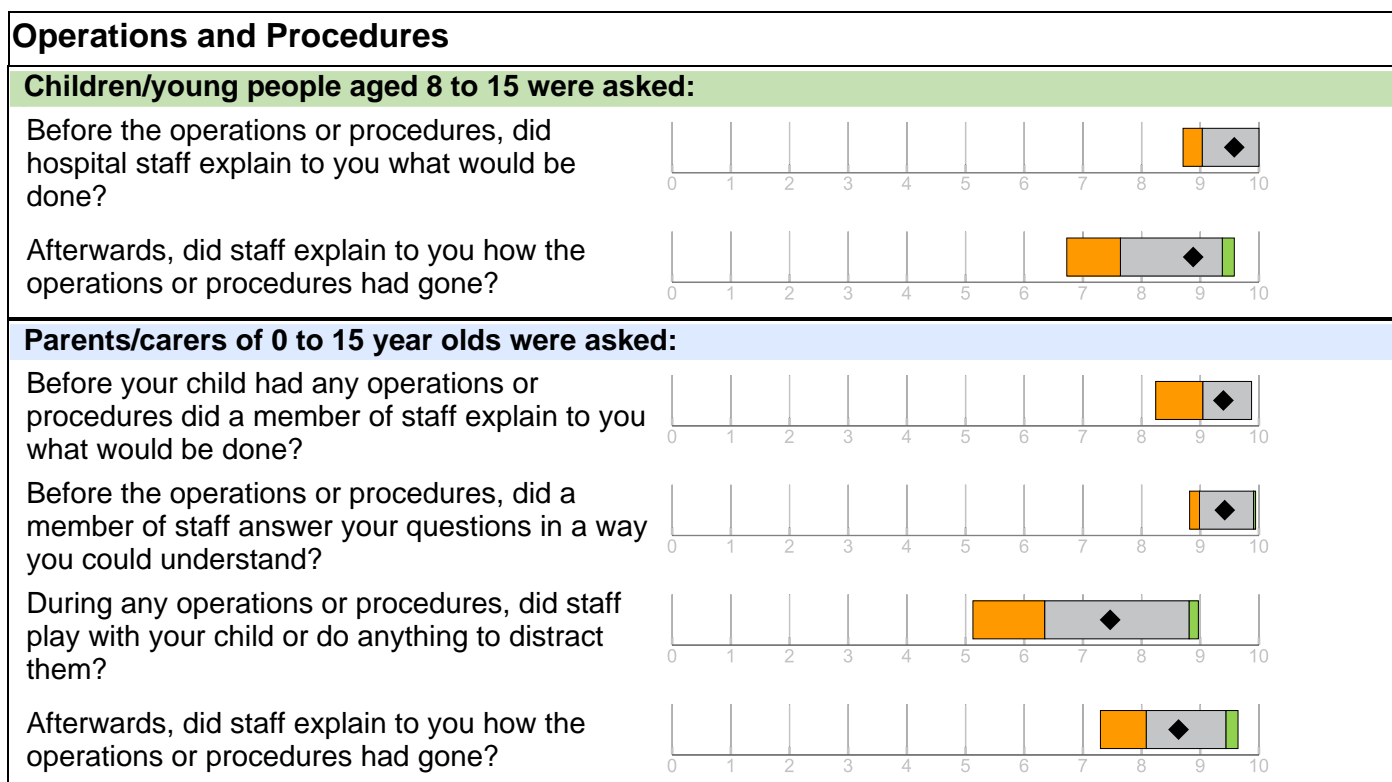 Operations and Procedures
Children/young people aged 8 to 15 were asked:
Before the operations or procedures, did
hospital staff explain to you what would be
done?
0 1 2 3 4 5 6 7 8 9 10
Afterwards, did staff explain to you how the
operations or procedures had gone?
0 1 2 3 4 5 6 7 8 9 10
Parents/carers of 0 to 15 year olds were asked:
Before your child had any operations or
procedures did a member of staff explain to you
what would be done?
0 1 2 3 4 5 6 7 8 9 10
Before the operations or procedures, did a
member of staff answer your questions in a way
you could understand?
0 1 2 3 4 5 6 7 8 9 10
During any operations or procedures, did staff
play with your child or do anything to distract
them?
0 1 2 3 4 5 6 7 8 9 10
Afterwards, did staff explain to you how the
operations or procedures had gone?
0 1 2 3 4 5 6 7 8 9 10